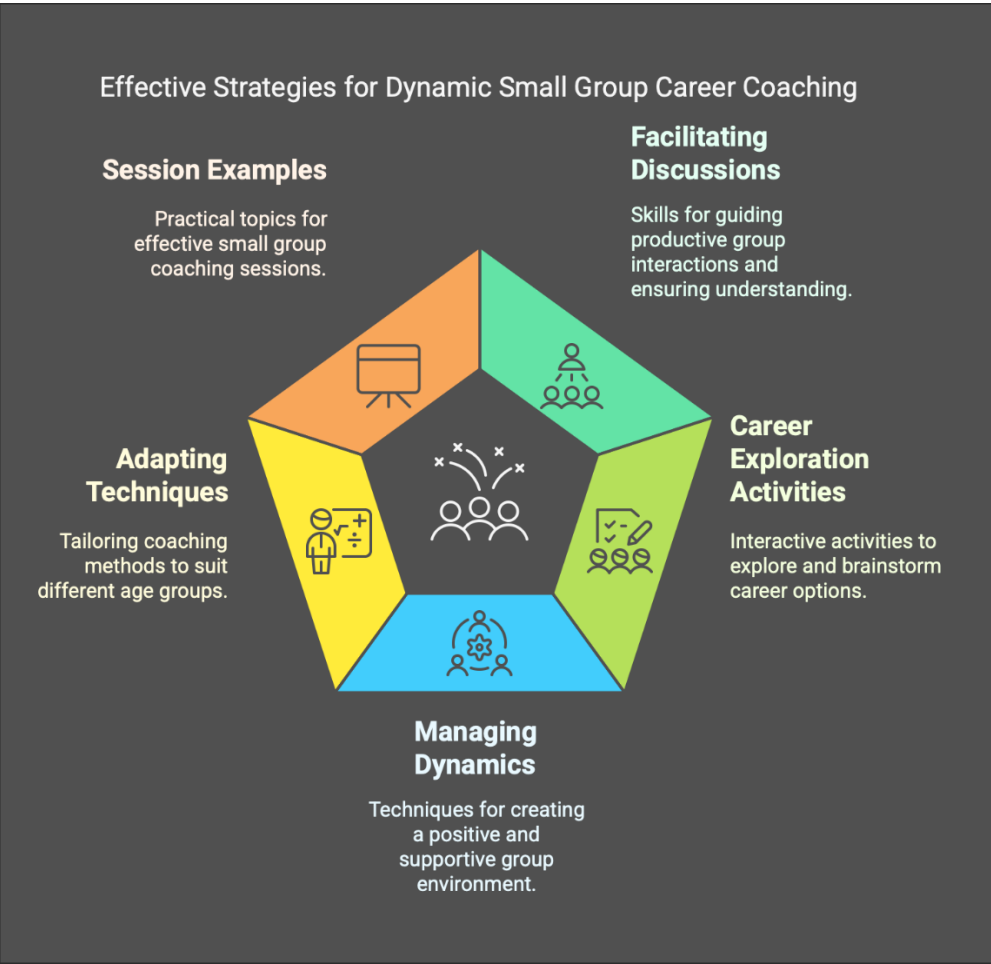 Effective Strategies for Dynamic Small Group Career Coaching
Session Examples
Practical topics for
effective small group
coaching sessions.
Facilitating
Discussions
Skills for guiding
productive group
interactions and
ensuring understanding.
Adapting
Techniques
Tailoring coaching
methods to suit
different age groups.
Career
Exploration
Activities
Interactive activities to
explore and brainstorm
career options.
Managing
Dynamics
Techniques for creating
a positive and
supportive group
environment.